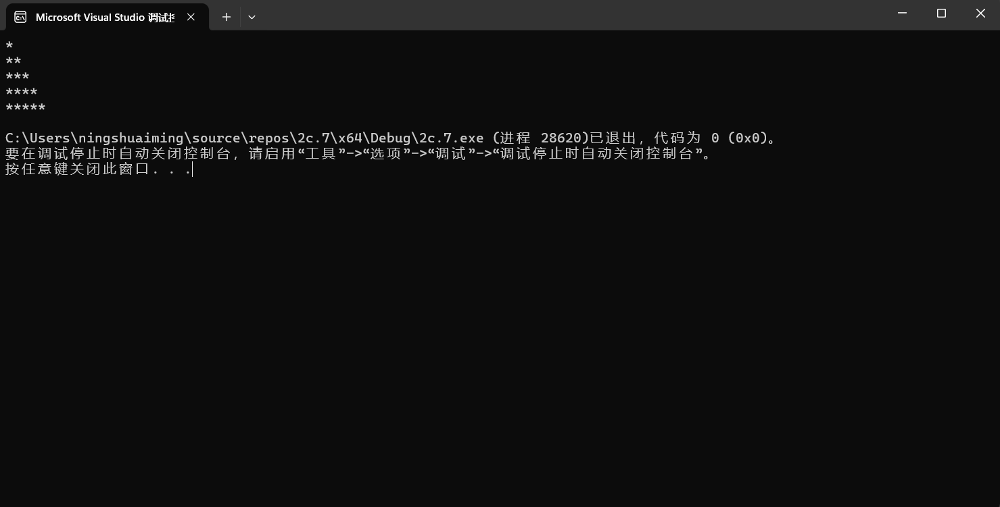 Microsoft Visual Studio 调试
*
**
***
****
*****
C:\Users\ningshuaiming\source\repos\2c.7\x64\Debug\2c.7.exe (进程 28620)已退出，代码为 0 (0x0)。
要在调试停止时自动关闭控制台，请启用“工具”->“选项”->“调试”->“调试停止时自动关闭控制台”。
按任意键关闭此窗口. . .